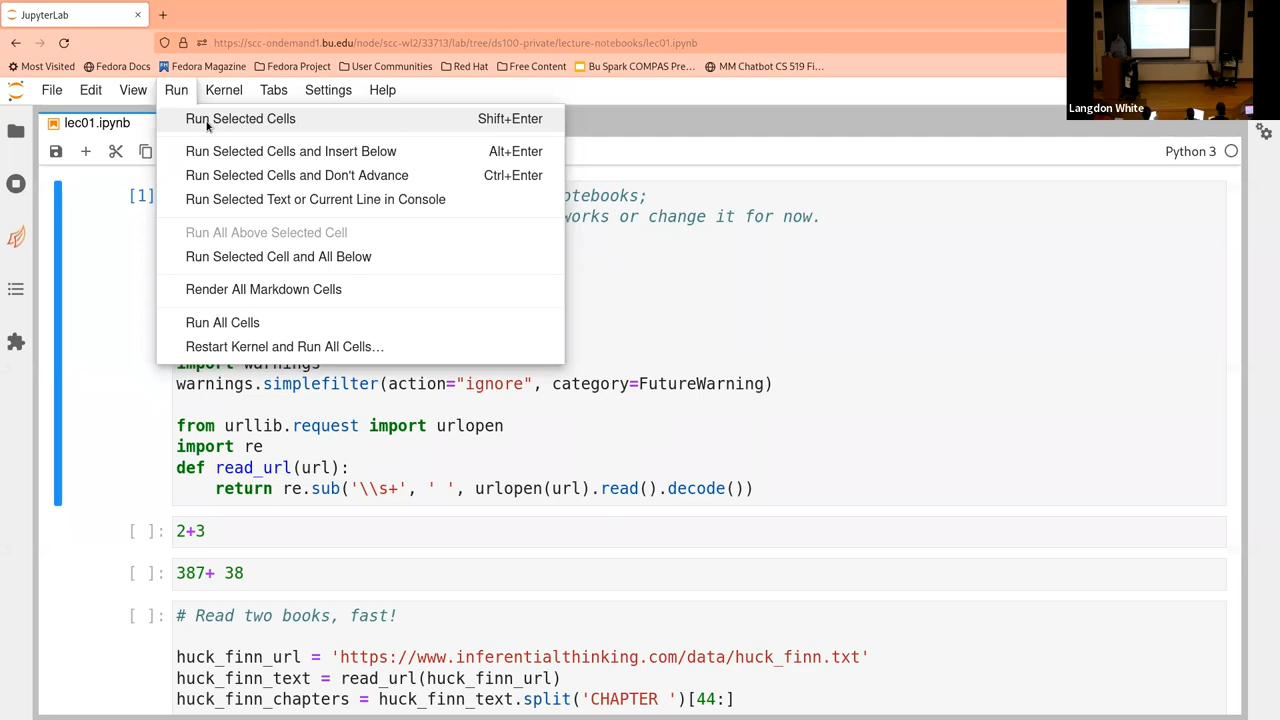 JupyterLab
https://scc-ondemand1.bu.edu/node/scc-wl2/33713/lab/tree/ds100-private/lecture-notebooks/lec01.ipynb
Most Visited Fedora Docs Fedora Magazine Fedora Project User Communities Red Hat Free Content Bu Spark COMPAS Pre… MM Chatbot CS 519 Fi…
Langdon White
File Edit View Run Kernel Tabs Settings Help
lec01.ipynb
Run Selected Cells Shift+Enter
Run Selected Cells and Insert Below Alt+Enter
Run Selected Cells and Don't Advance Ctrl+Enter
Run Selected Text or Current Line in Console
Run All Above Selected Cell
Run Selected Cell and All Below
Render All Markdown Cells
Run All Cells
Restart Kernel and Run All Cells…
Python 3
[1]
otebooks;
works or change it for now.
import warnings
warnings.simplefilter(action="ignore", category=FutureWarning)
from urllib.request import urlopen
import re
def read_url(url):
return re.sub('\\s+', ' ', urlopen(url).read().decode())
[ ]: 2+3
[ ]: 387+ 38
[ ]: # Read two books, fast!
huck_finn_url = 'https://www.inferentialthinking.com/data/huck_finn.txt'
huck_finn_text = read_url(huck_finn_url)
huck_finn_chapters = huck_finn_text.split('CHAPTER ')[44:]